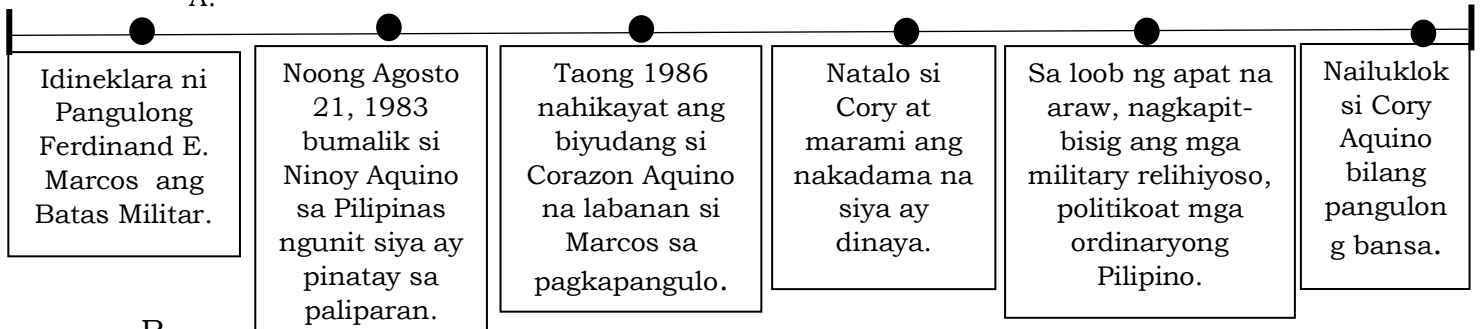 A.
Idineklara ni
Pangulong
Ferdinand E.
Marcos ang
Batas Militar.
Noong Agosto
21, 1983
bumalik si
Ninoy Aquino
sa Pilipinas
ngunit siya ay
pinatay sa
paliparan.
Taong 1986
nahikayat ang
biyudang si
Corazon Aquino
na labanan si
Marcos sa
pagkapangulo.
Natalo si
Cory at
marami ang
nakadama na
siya ay
dinaya.
Sa loob ng apat na
araw, nagkapit-
bisig ang mga
military relihiyoso,
politikoat mga
ordinaryong
Pilipino.
Nailuklok
si Cory
Aquino
bilang
pangulon
g bansa.